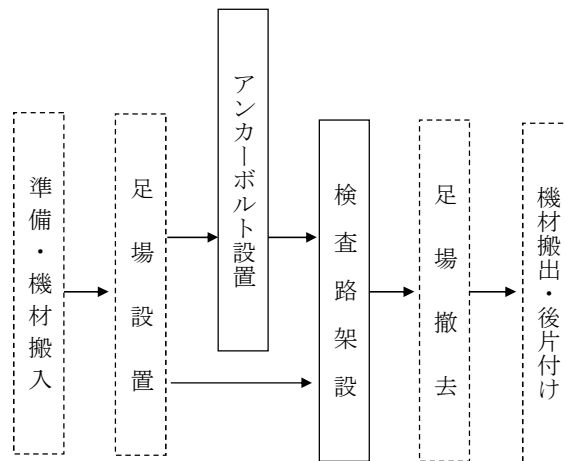 準備・機材搬入
足場設置
アンカーボルト設置
検査路架設
足場撤去
機材搬出・後片付け